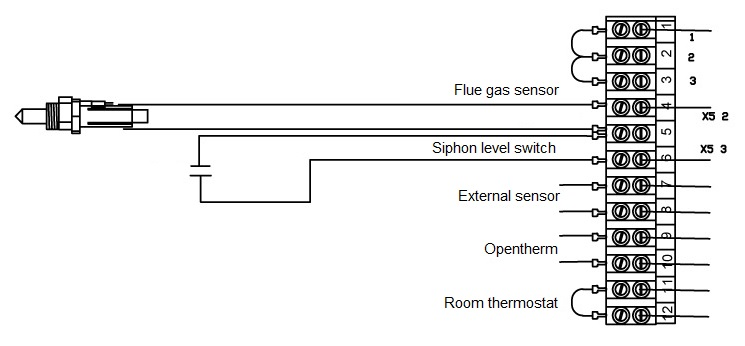 1
1
2
2
3
3
Flue gas sensor
4
X5 2
5
Siphon level switch
X5 3
6
7
External sensor
8
9
Opentherm
10
11
Room thermostat
12